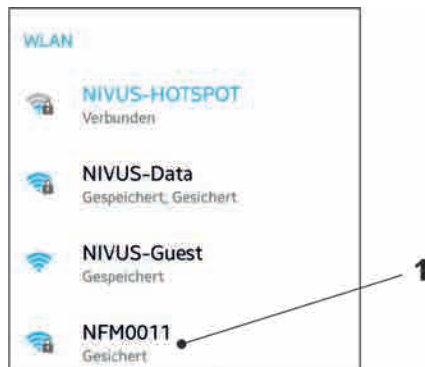 WLAN
NIVUS-HOTSPOT
Verbunden
NIVUS-Data
Gespeichert, Gesichert
NIVUS-Guest
Gespeichert
NFM0011
Gesichert
1